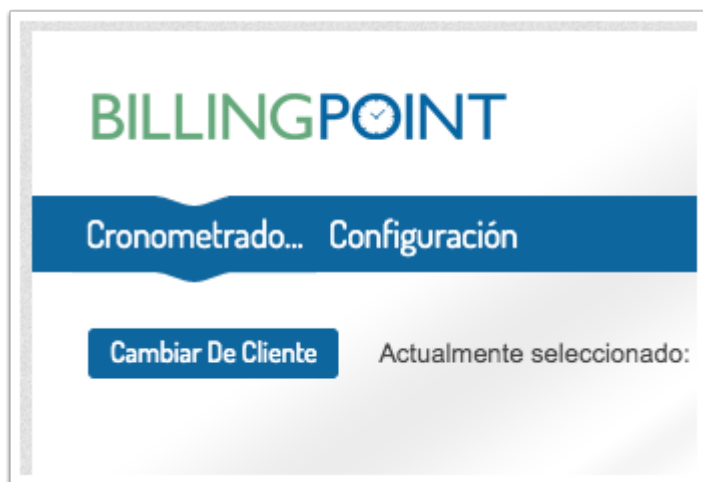 BILLINGPOINT
Cronometrado... Configuración
Cambiar De Cliente Actualmente seleccionado: